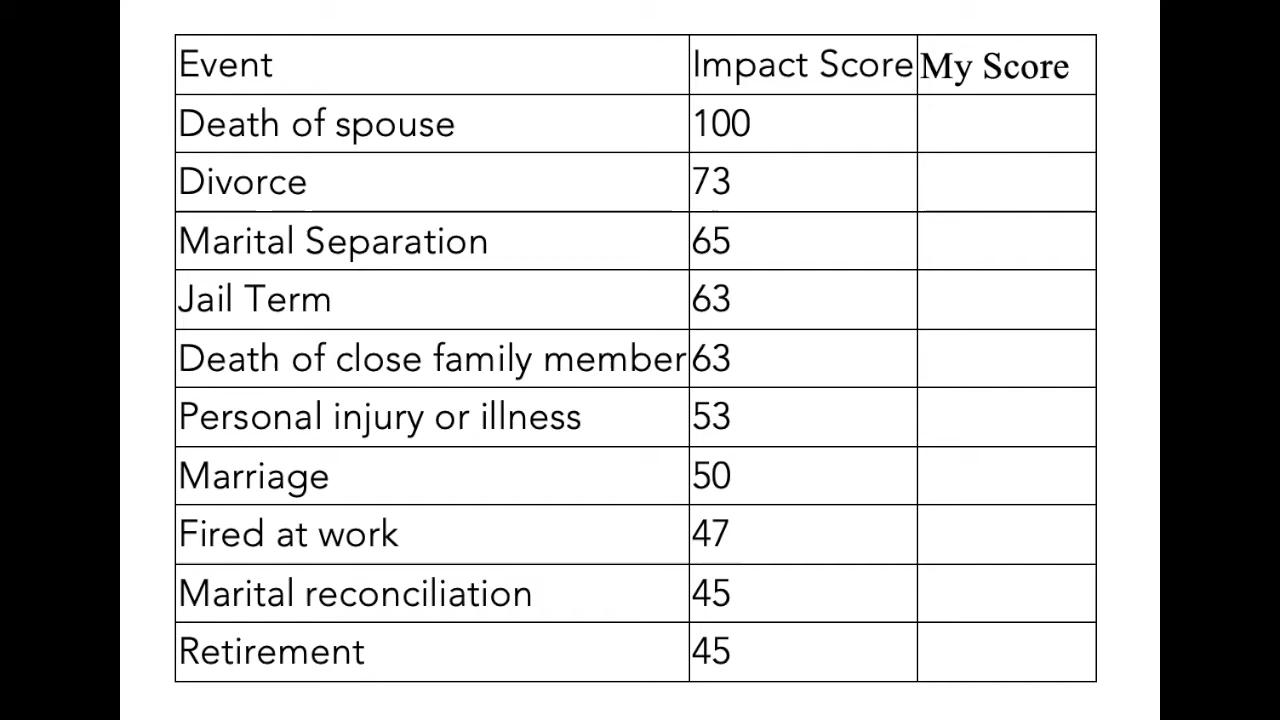 Event Impact Score My Score
Death of spouse 100
Divorce 73
Marital Separation 65
Jail Term 63
Death of close family member 63
Personal injury or illness 53
Marriage 50
Fired at work 47
Marital reconciliation 45
Retirement 45